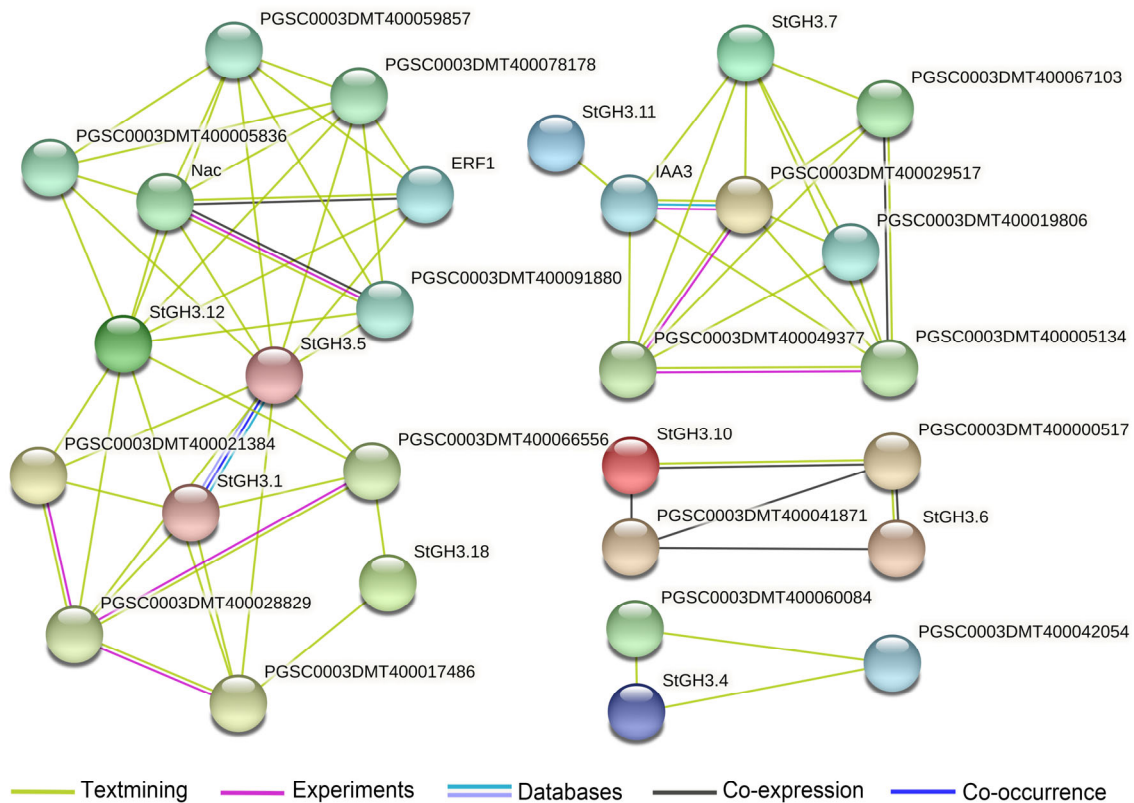 PGSC0003DMT400059857
StGH3.7
PGSC0003DMT400078178
PGSC0003DMT400067103
StGH3.11
PGSC0003DMT400005836
Nac
ERF1
IAA3
PGSC0003DMT400029517
PGSC0003DMT400019806
PGSC0003DMT400091880
StGH3.12
StGH3.5
PGSC0003DMT400049377
PGSC0003DMT400005134
PGSC0003DMT400021384
PGSC0003DMT400066556
StGH3.10
PGSC0003DMT400000517
StGH3.1
PGSC0003DMT400041871
StGH3.6
StGH3.18
PGSC0003DMT400028829
PGSC0003DMT400060084
PGSC0003DMT400042054
PGSC0003DMT400017486
StGH3.4
Textmining Experiments Databases Co-expression Co-occurrence